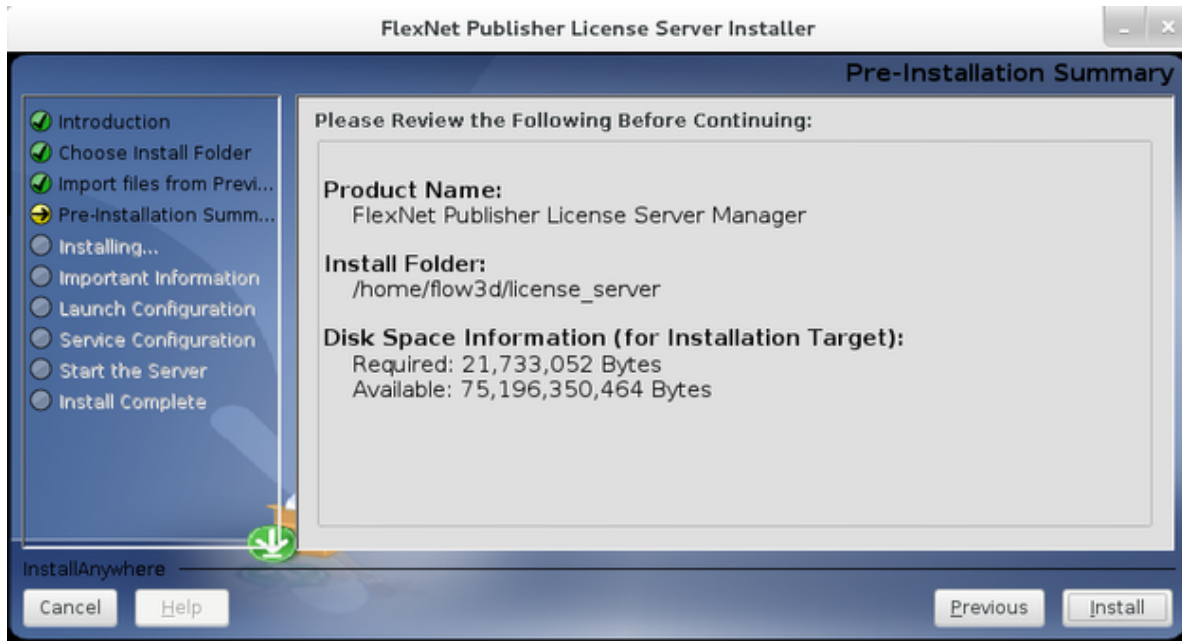 FlexNet Publisher License Server Installer
Pre-Installation Summary
Introduction
Choose Install Folder
Import files from Previ...
Pre-Installation Summ...
Installing...
Important Information
Launch Configuration
Service Configuration
Start the Server
Install Complete
Please Review the Following Before Continuing:
Product Name:
FlexNet Publisher License Server Manager
Install Folder:
/home/flow3d/license_server
Disk Space Information (for Installation Target):
Required: 21,733,052 Bytes
Available: 75,196,350,464 Bytes
InstallAnywhere
Cancel
Help
Previous
Install